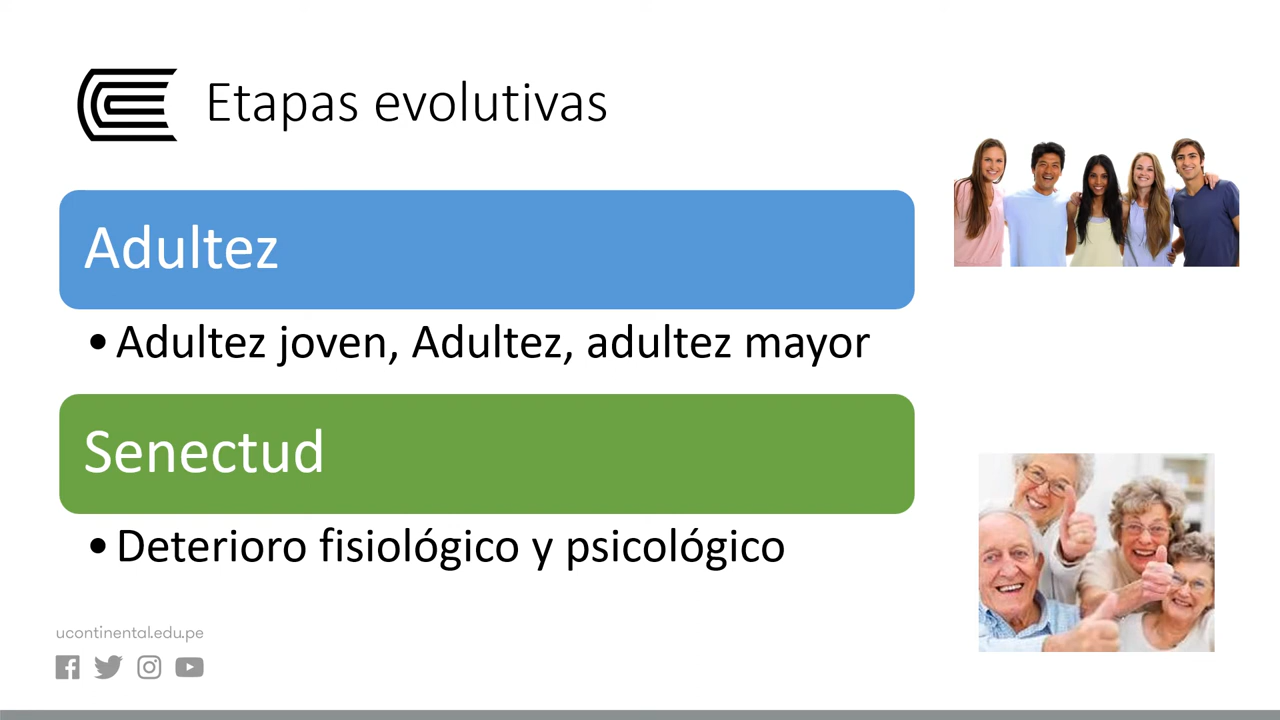 Etapas evolutivas
Adultez
• Adultez joven, Adultez, adultez mayor
Senectud
• Deterioro fisiológico y psicológico
ucontinental.edu.pe